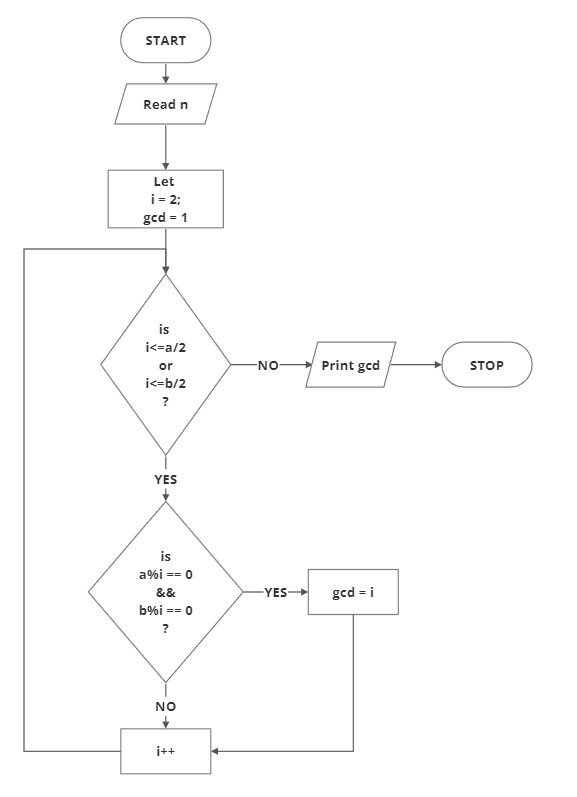 START
Read n
Let
i = 2;
gcd = 1
is
i<=a/2
or
i<=b/2
?
NO
Print gcd
STOP
YES
is
a%i == 0
&&
b%i == 0
?
YES
gcd = i
NO
i++